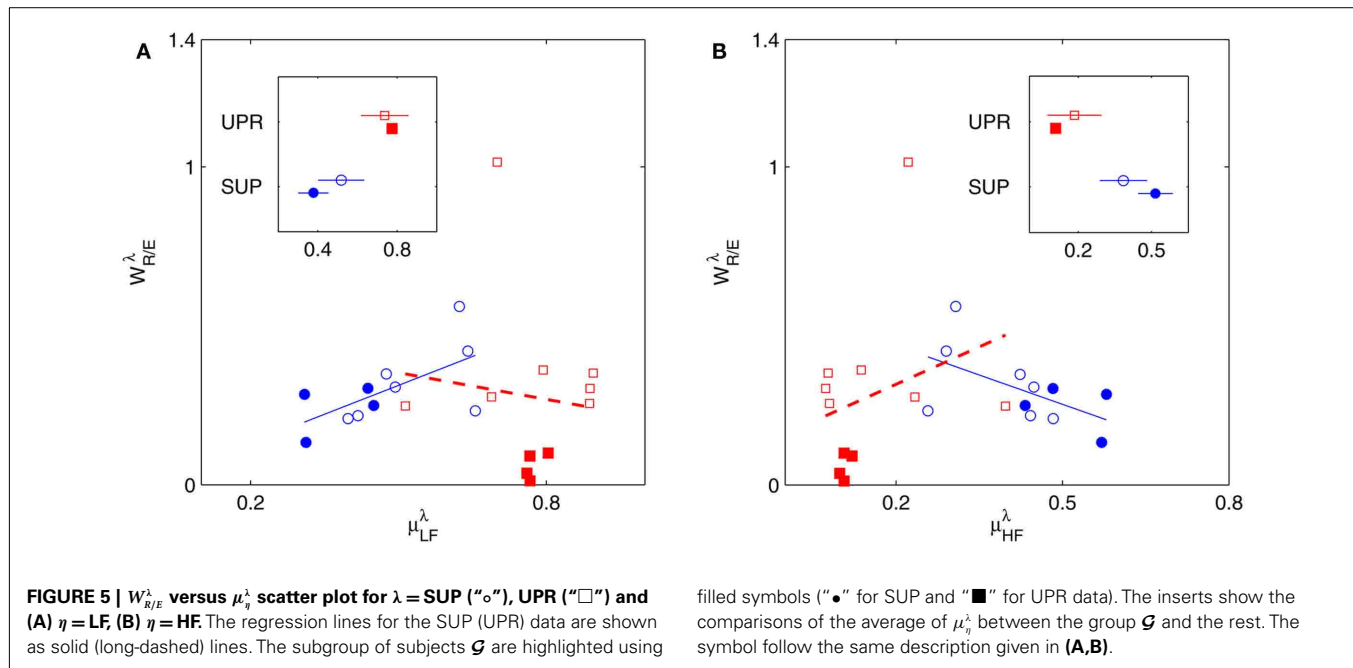 A
1.4
1
0
W^λ_R/E
UPR
SUP
0.4 0.8
0.2 0.8
μ^λ_LF
B
1.4
1
0
W^λ_R/E
UPR
SUP
0.2 0.5
0.2 0.5 0.8
μ^λ_HF
FIGURE 5 | W^λ_R/E versus μ^λ_η scatter plot for λ = SUP (“○”), UPR (“□”) and
(A) η = LF, (B) η = HF. The regression lines for the SUP (UPR) data are shown
as solid (long-dashed) lines. The subgroup of subjects 𝓖 are highlighted using
filled symbols (“●” for SUP and “■” for UPR data). The inserts show the
comparisons of the average of μ^λ_η between the group 𝓖 and the rest. The
symbol follow the same description given in (A,B).